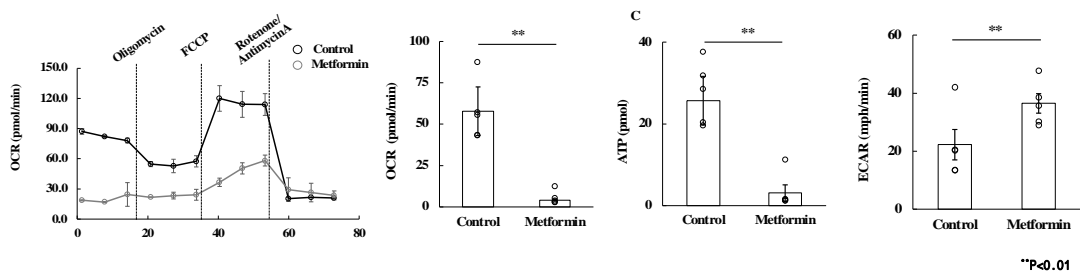 Oligomycin
FCCP
Rotenone/
AntimycinA
Control
Metformin
OCR (pmol/min)
150.0
120.0
90.0
60.0
30.0
0.0
0 20 40 60 80
OCR (pmol/min)
**
100
75
50
25
0
Control Metformin
C
ATP (pmol)
**
40
20
0
Control Metformin
ECAR (mph/min)
**
60
40
20
0
Control Metformin
**P<0.01